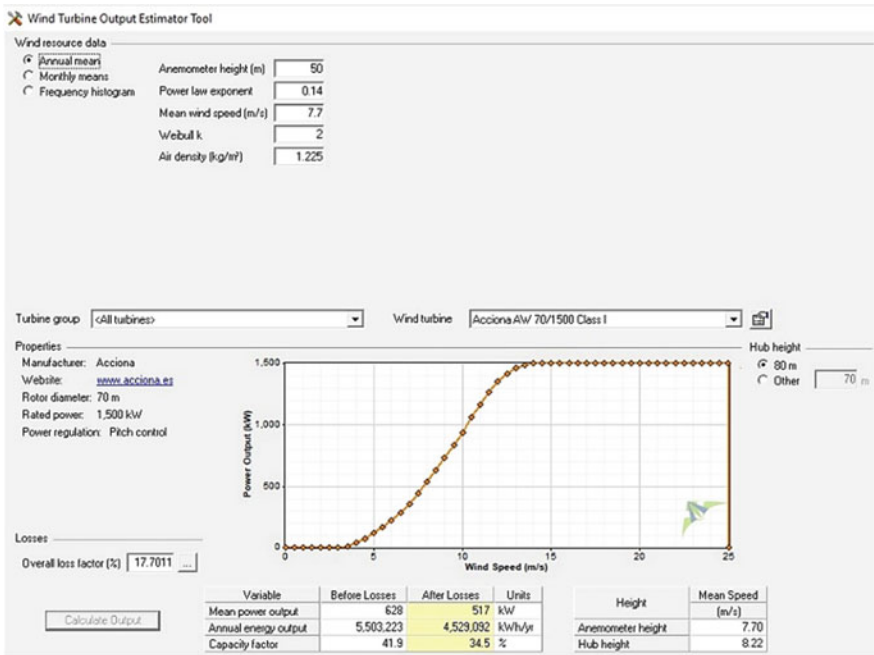 Wind Turbine Output Estimator Tool
Wind resource data
Annual mean
Monthly means
Frequency histogram
Anemometer height (m) 50
Power law exponent 0.14
Mean wind speed (m/s) 7.7
Weibull k 2
Air density (kg/m³) 1.225
Turbine group <All turbines> Wind turbine Acciona AW 70/1500 Class I
Properties
Manufacturer: Acciona
Website: www.acciona.es
Rotor diameter: 70 m
Rated power: 1,500 kW
Power regulation: Pitch control
Power Output (kW)
1,500
1,000
500
0
0 5 10 15 20 25
Wind Speed (m/s)
Hub height
80 m
Other 70 m
Losses
Overall loss factor (%) 17.7011 ...
Calculate Output
Variable Before Losses After Losses Units
Mean power output 628 517 kW
Annual energy output 5,503,223 4,529,092 kWh/yr
Capacity factor 41.9 34.5 %
Height Mean Speed
(m/s)
Anemometer height 7.70
Hub height 8.22